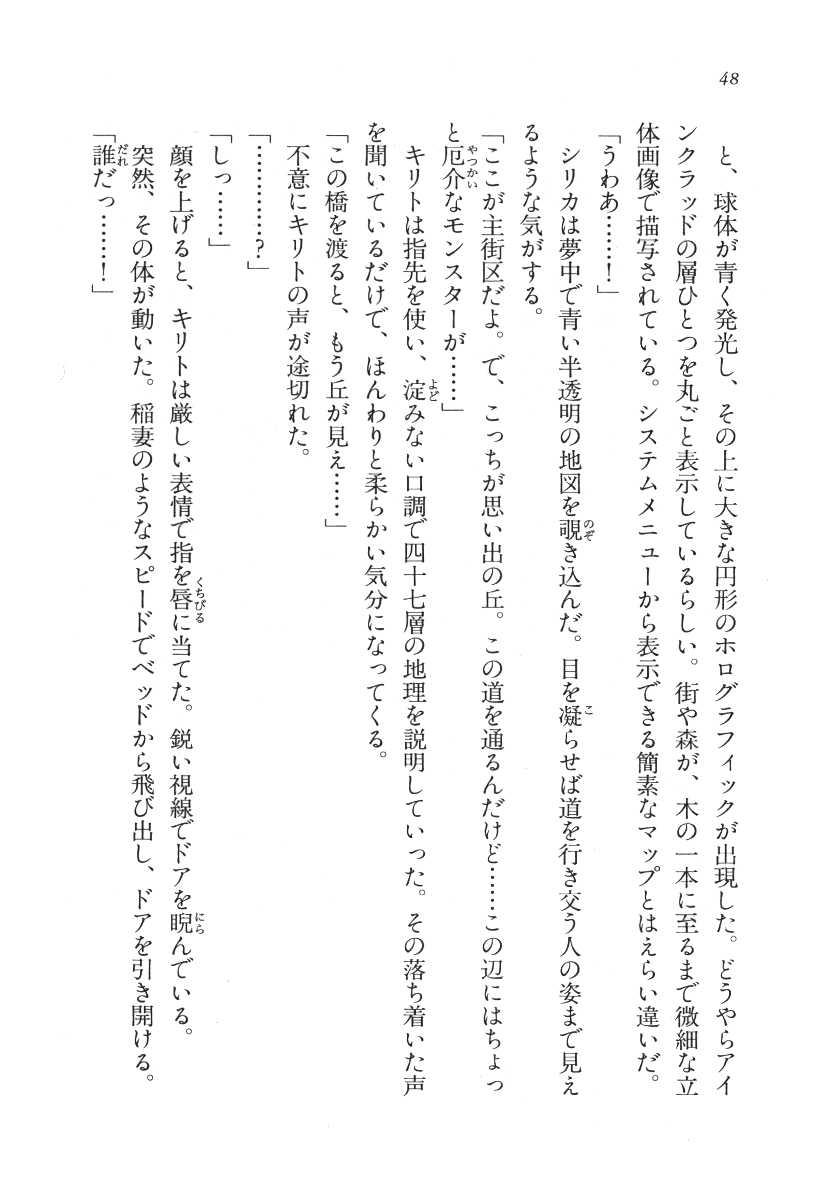 48
と、球体が青く発光し、その上に大きな円形のホログラフィックが出現した。どうやらアイ
ンクラッドの層ひとつを丸ごと表示しているらしい。街や森が、木の一本に至るまで微細な立
体画像で描写されている。システムメニューから表示できる簡素なマップとはえらい違いだ。
「うわあ……！」
シリカは夢中で青い半透明の地図を覗き込んだ。目を凝らせば道を行き交う人の姿まで見え
るような気がする。
「ここが主街区だよ。で、こっちが思い出の丘。この道を通るんだけど……この辺にはちょっ
と厄介なモンスターが……」
キリトは指先を使い、淀みない口調で四十七層の地理を説明していった。その落ち着いた声
を聞いているだけで、ほんわりと柔らかい気分になってくる。
「この橋を渡ると、もう丘が見え……」
不意にキリトの声が途切れた。
「…………？」
「しっ……」
顔を上げると、キリトは厳しい表情で指を唇に当てた。鋭い視線でドアを睨んでいる。
突然、その体が動いた。稲妻のようなスピードでベッドから飛び出し、ドアを引き開ける。
「誰だっ……！」